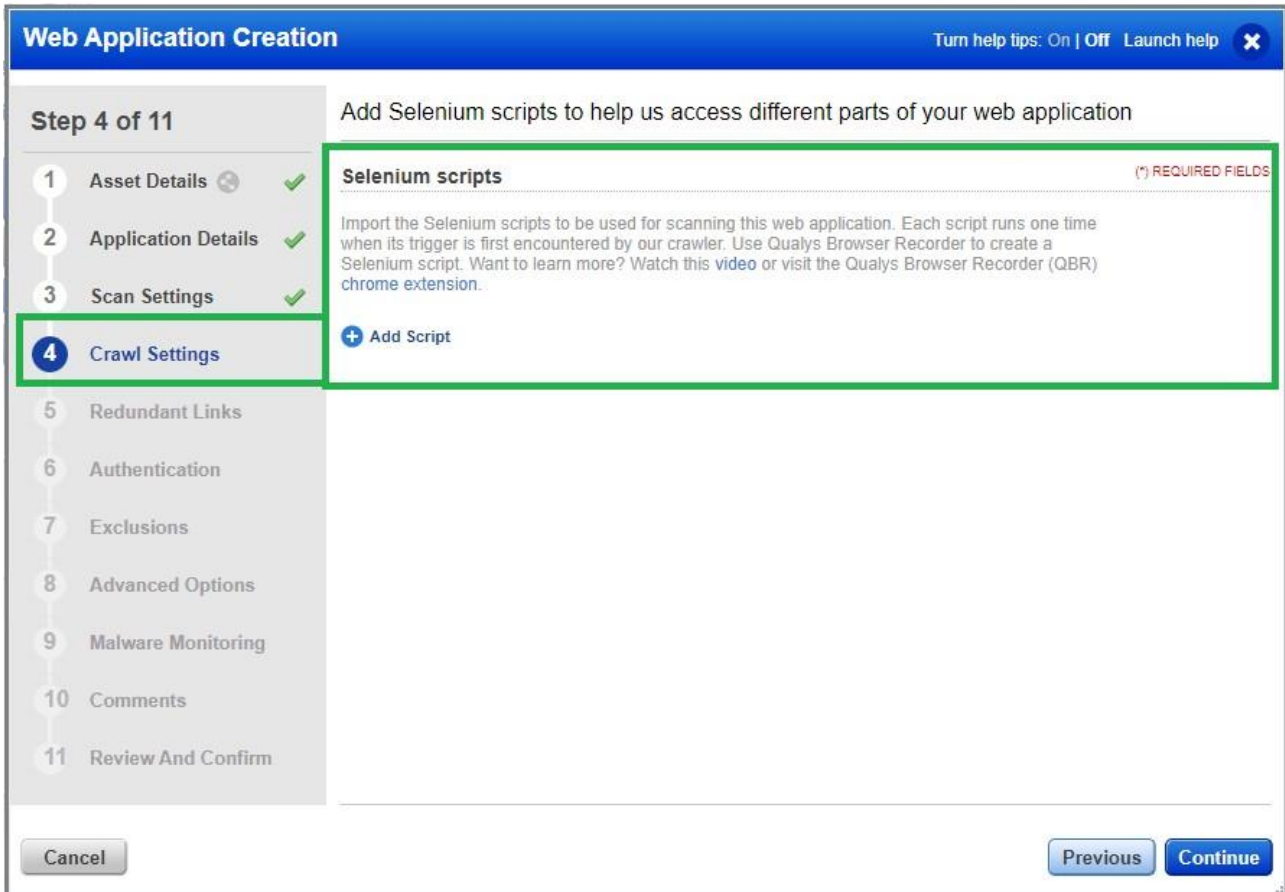 Web Application Creation
Turn help tips: On | Off Launch help
Step 4 of 11
1 Asset Details
2 Application Details
3 Scan Settings
4 Crawl Settings
5 Redundant Links
6 Authentication
7 Exclusions
8 Advanced Options
9 Malware Monitoring
10 Comments
11 Review And Confirm
Add Selenium scripts to help us access different parts of your web application
Selenium scripts
(*) REQUIRED FIELDS
Import the Selenium scripts to be used for scanning this web application. Each script runs one time
when its trigger is first encountered by our crawler. Use Qualys Browser Recorder to create a
Selenium script. Want to learn more? Watch this video or visit the Qualys Browser Recorder (QBR)
chrome extension.
Add Script
Cancel
Previous
Continue